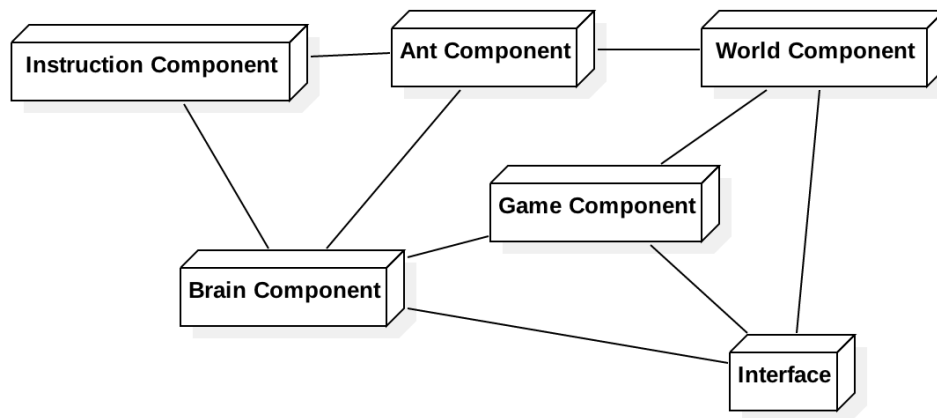 Instruction Component
Ant Component
World Component
Game Component
Brain Component
Interface